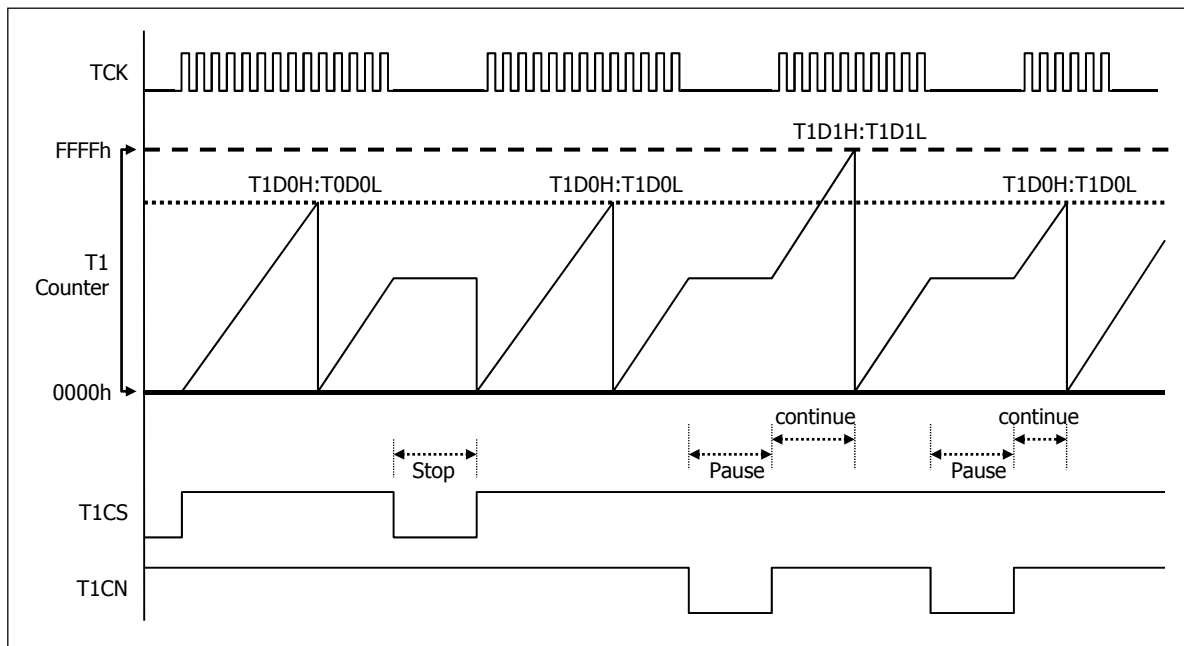 TCK
FFFFh
T1D1H:T1D1L
T1D0H:T0D0L
T1D0H:T1D0L
T1D0H:T1D0L
T1
Counter
0000h
continue
continue
Stop
Pause
Pause
T1CS
T1CN